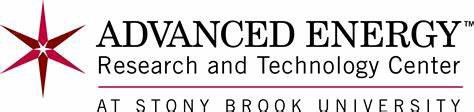 ADVANCED ENERGY™
Research and Technology Center
AT STONY BROOK UNIVERSITY